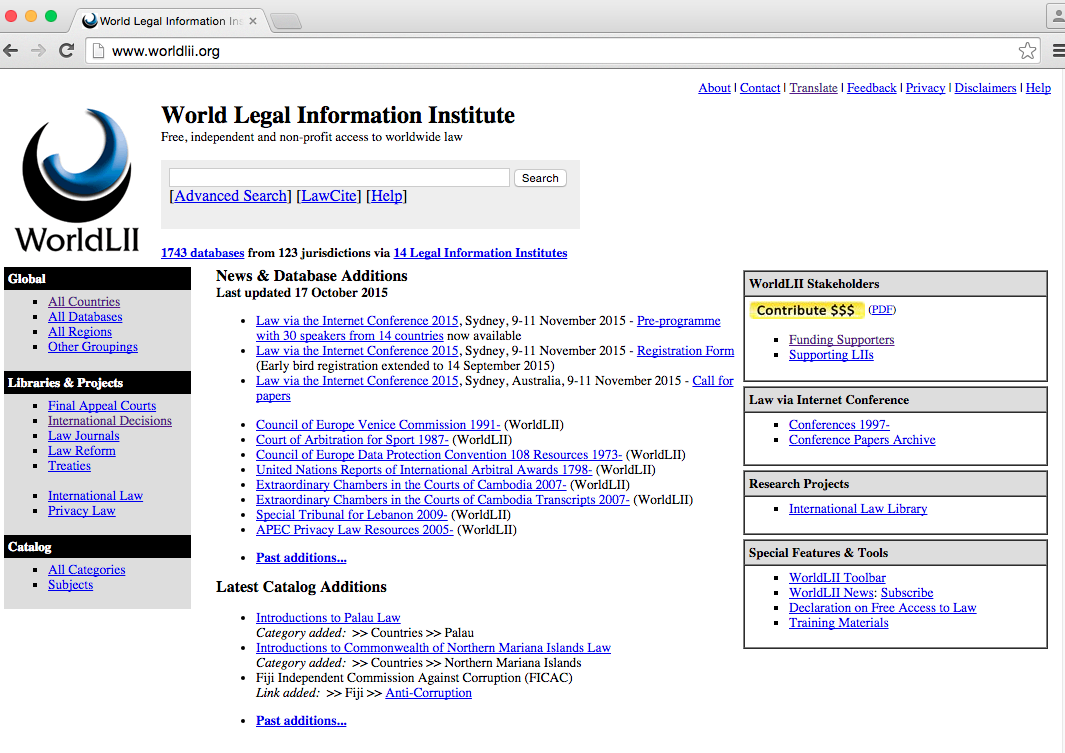 World Legal Information Ins
www.worldlii.org
About | Contact | Translate | Feedback | Privacy | Disclaimers | Help
WorldLII
World Legal Information Institute
Free, independent and non-profit access to worldwide law
Search
[Advanced Search] [LawCite] [Help]
1743 databases from 123 jurisdictions via 14 Legal Information Institutes
Global
All Countries
All Databases
All Regions
Other Groupings
Libraries & Projects
Final Appeal Courts
International Decisions
Law Journals
Law Reform
Treaties
International Law
Privacy Law
Catalog
All Categories
Subjects
News & Database Additions
Last updated 17 October 2015
Law via the Internet Conference 2015, Sydney, 9-11 November 2015 - Pre-programme
with 30 speakers from 14 countries now available
Law via the Internet Conference 2015, Sydney, 9-11 November 2015 - Registration Form
(Early bird registration extended to 14 September 2015)
Law via the Internet Conference 2015, Sydney, Australia, 9-11 November 2015 - Call for
papers
Council of Europe Venice Commission 1991- (WorldLII)
Court of Arbitration for Sport 1987- (WorldLII)
Council of Europe Data Protection Convention 108 Resources 1973- (WorldLII)
United Nations Reports of International Arbitral Awards 1798- (WorldLII)
Extraordinary Chambers in the Courts of Cambodia 2007- (WorldLII)
Extraordinary Chambers in the Courts of Cambodia Transcripts 2007- (WorldLII)
Special Tribunal for Lebanon 2009- (WorldLII)
APEC Privacy Law Resources 2005- (WorldLII)
Past additions...
Latest Catalog Additions
Introductions to Palau Law
Category added: >> Countries >> Palau
Introductions to Commonwealth of Northern Mariana Islands Law
Category added: >> Countries >> Northern Mariana Islands
Fiji Independent Commission Against Corruption (FICAC)
Link added: >> Fiji >> Anti-Corruption
Past additions...
WorldLII Stakeholders
Contribute $$$ (PDF)
Funding Supporters
Supporting LIIs
Law via Internet Conference
Conferences 1997-
Conference Papers Archive
Research Projects
International Law Library
Special Features & Tools
WorldLII Toolbar
WorldLII News: Subscribe
Declaration on Free Access to Law
Training Materials